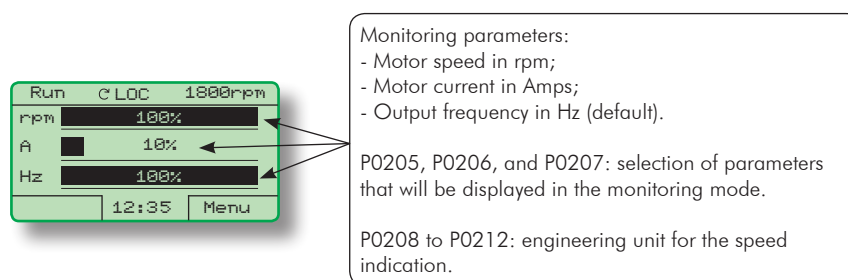 Run ↻LOC 1800rpm
rpm 100%
A 10%
Hz 100%
12:35 Menu
Monitoring parameters:
- Motor speed in rpm;
- Motor current in Amps;
- Output frequency in Hz (default).
P0205, P0206, and P0207: selection of parameters
that will be displayed in the monitoring mode.
P0208 to P0212: engineering unit for the speed
indication.